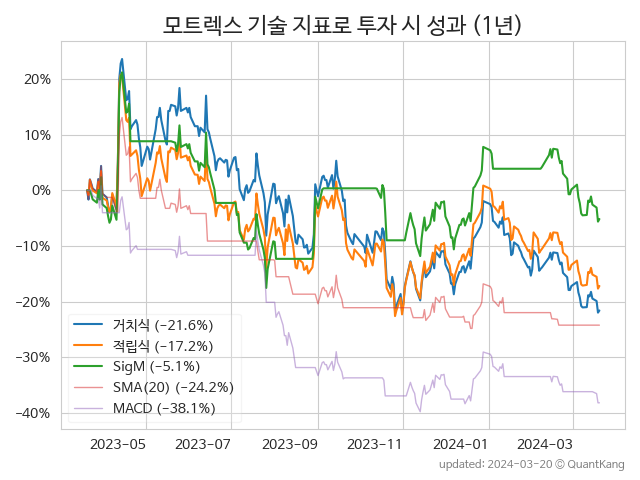 모트렉스 기술 지표로 투자 시 성과 (1년)
20%
10%
0%
−10%
−20%
−30%
−40%
거치식 (−21.6%)
적립식 (−17.2%)
SigM (−5.1%)
SMA(20) (−24.2%)
MACD (−38.1%)
2023−05 2023−07 2023−09 2023−11 2024−01 2024−03
updated: 2024-03-20 © QuantKang